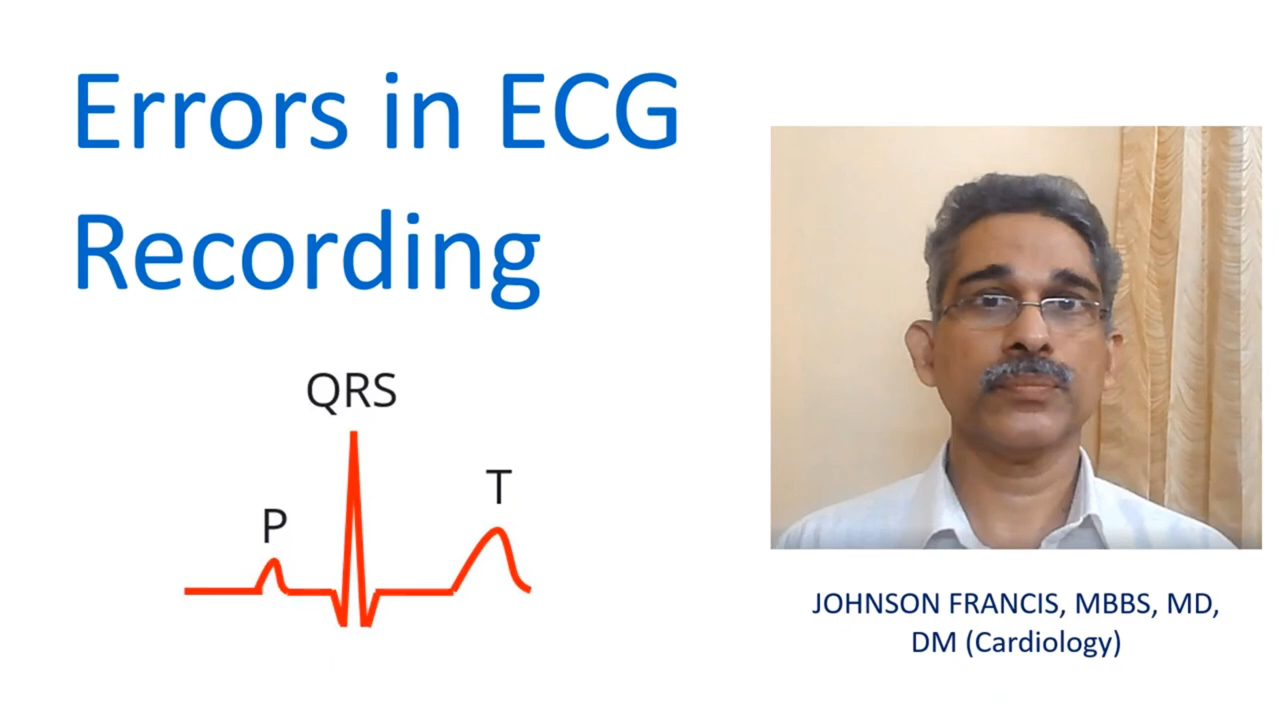 Errors in ECG
Recording
QRS
T
P
JOHNSON FRANCIS, MBBS, MD,
DM (Cardiology)